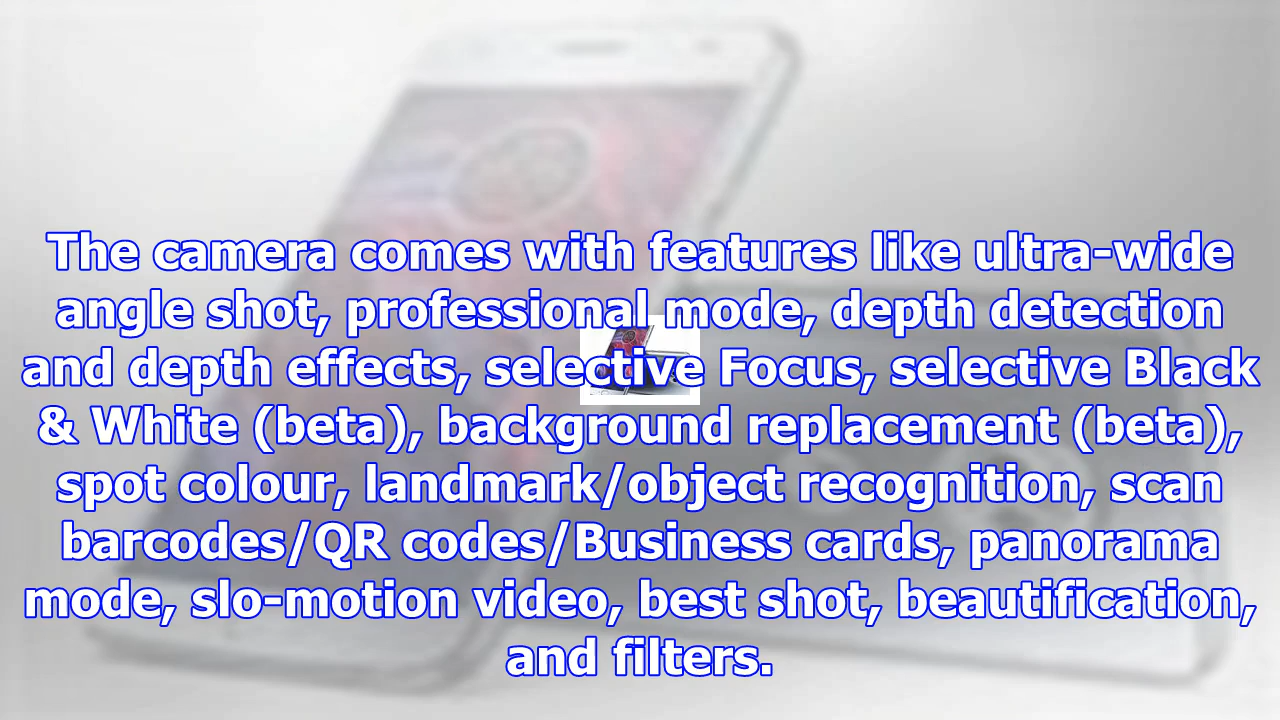 The camera comes with features like ultra-wide
angle shot, professional mode, depth detection
and depth effects, selective Focus, selective Black
& White (beta), background replacement (beta),
spot colour, landmark/object recognition, scan
barcodes/QR codes/Business cards, panorama
mode, slo-motion video, best shot, beautification,
and filters.